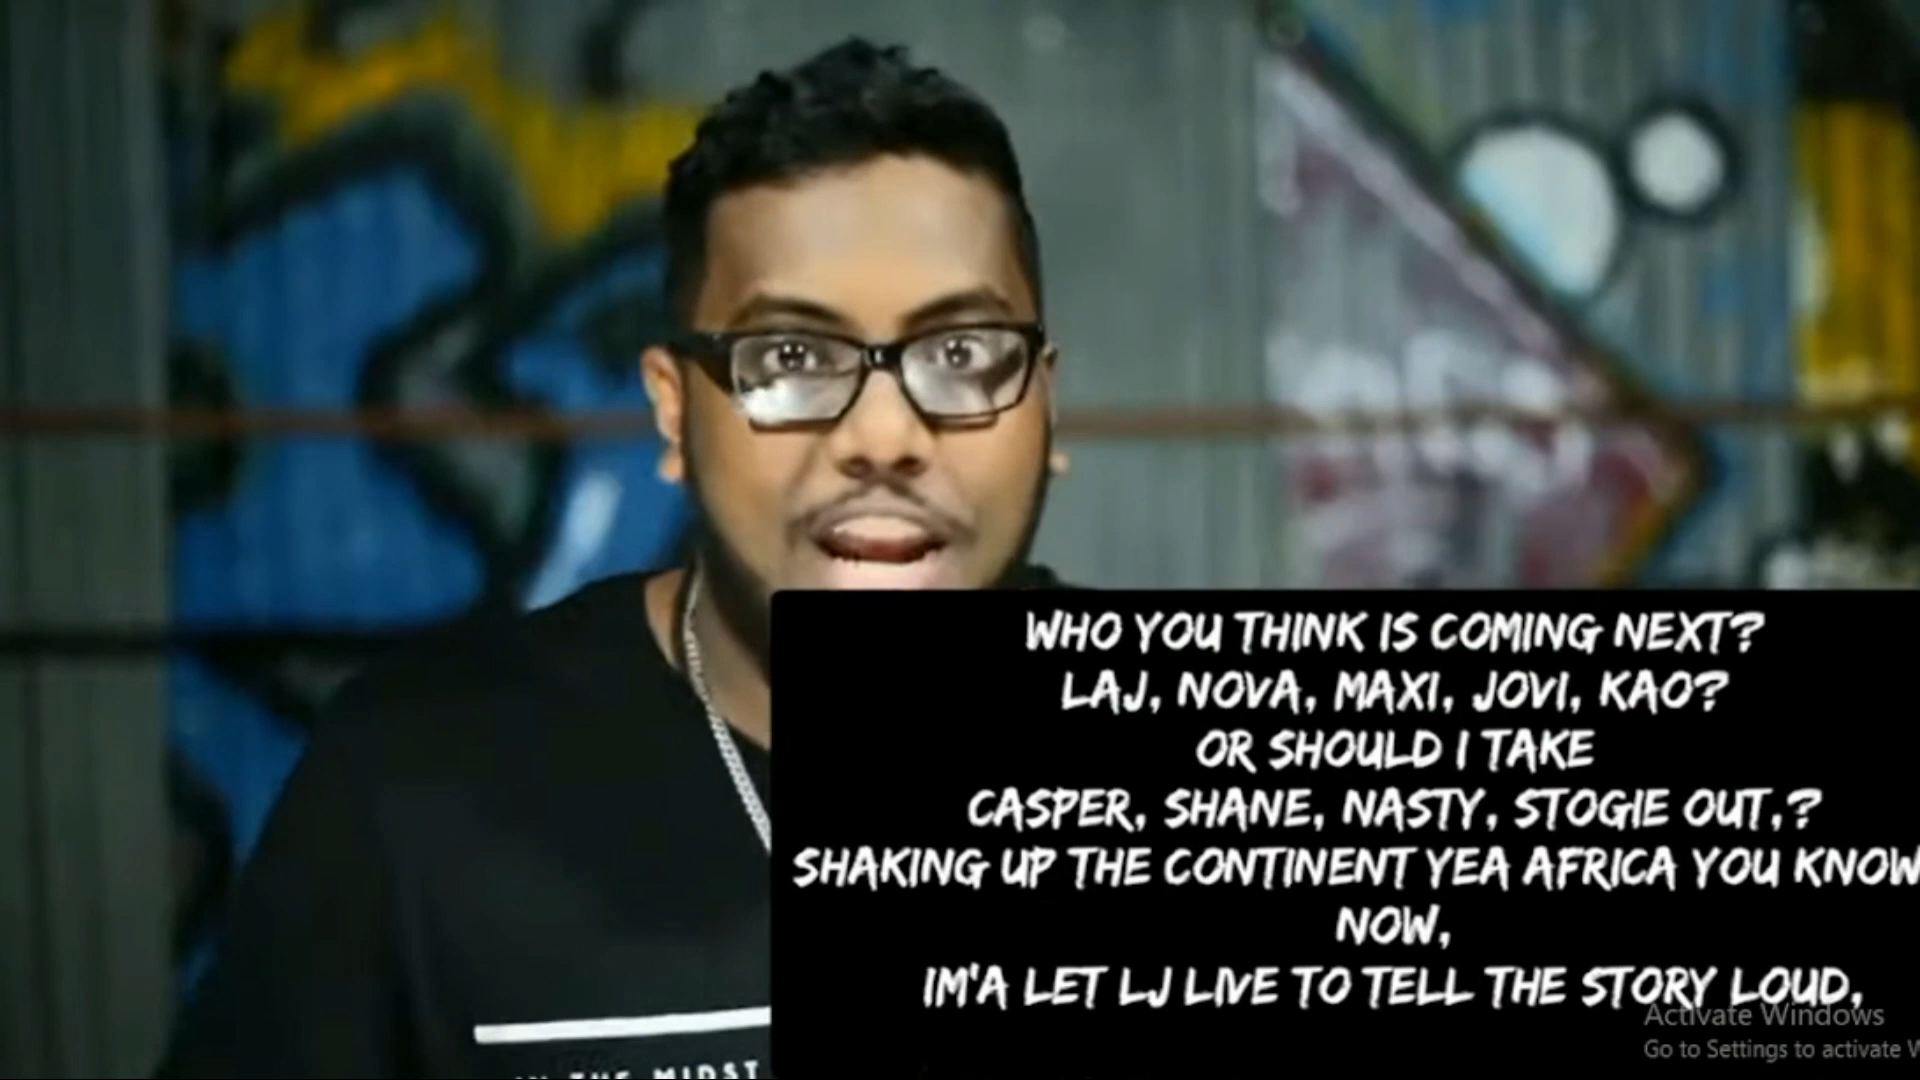 WHO YOU THINK IS COMING NEXT?
LAJ, NOVA, MAXI, JOVI, KAO?
OR SHOULD I TAKE
CASPER, SHANE, NASTY, STOGIE OUT,?
SHAKING UP THE CONTINENT YEA AFRICA YOU KNOW
NOW,
IM'A LET LJ LIVE TO TELL THE STORY LOUD,
Activate Windows
Go to Settings to activate
THE MIDST